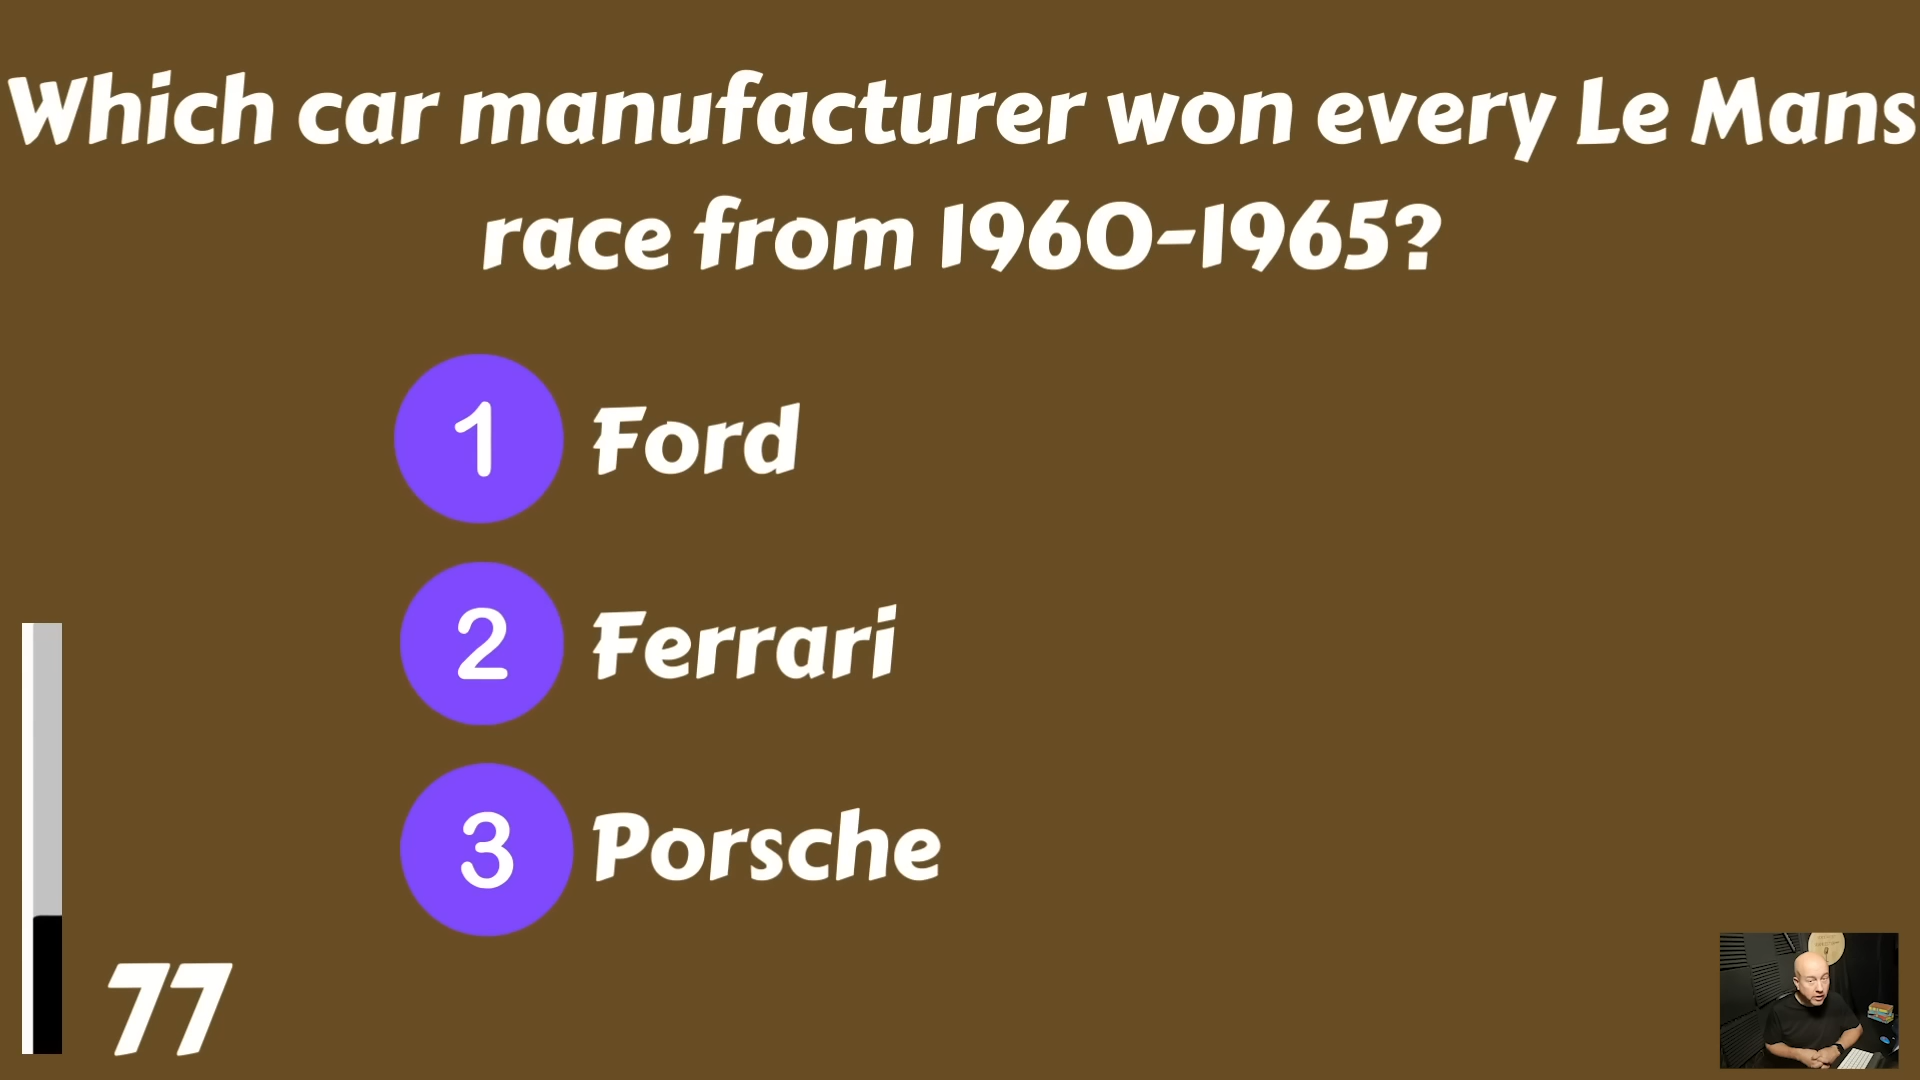 Which car manufacturer won every Le Mans
race from 1960-1965?
1 Ford
2 Ferrari
3 Porsche
77